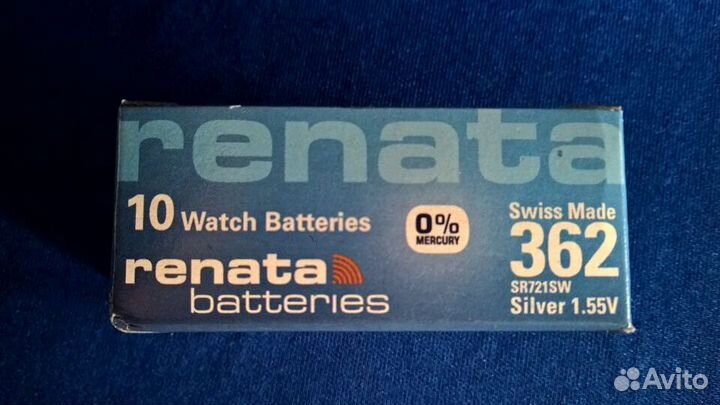 renata
10 Watch Batteries
0%
MERCURY
Swiss Made
362
SR721SW
Silver 1.55V
renata
batteries
Avito